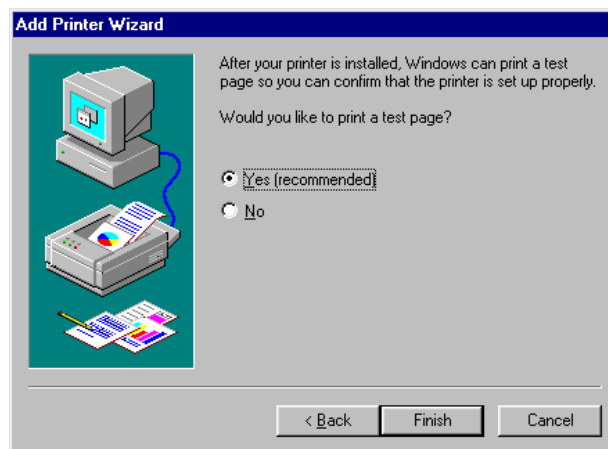 Add Printer Wizard
After your printer is installed, Windows can print a test
page so you can confirm that the printer is set up properly.
Would you like to print a test page?
Yes (recommended)
No
< Back
Finish
Cancel